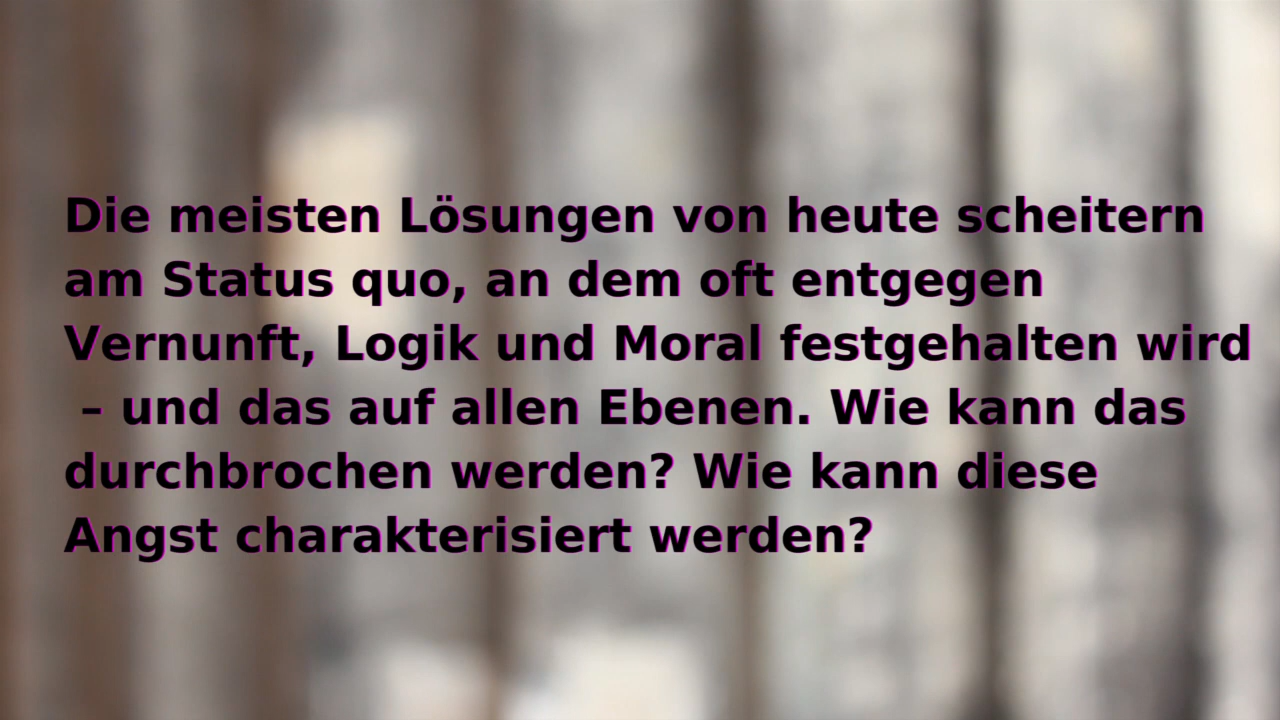 Die meisten Lösungen von heute scheitern
am Status quo, an dem oft entgegen
Vernunft, Logik und Moral festgehalten wird
– und das auf allen Ebenen. Wie kann das
durchbrochen werden? Wie kann diese
Angst charakterisiert werden?